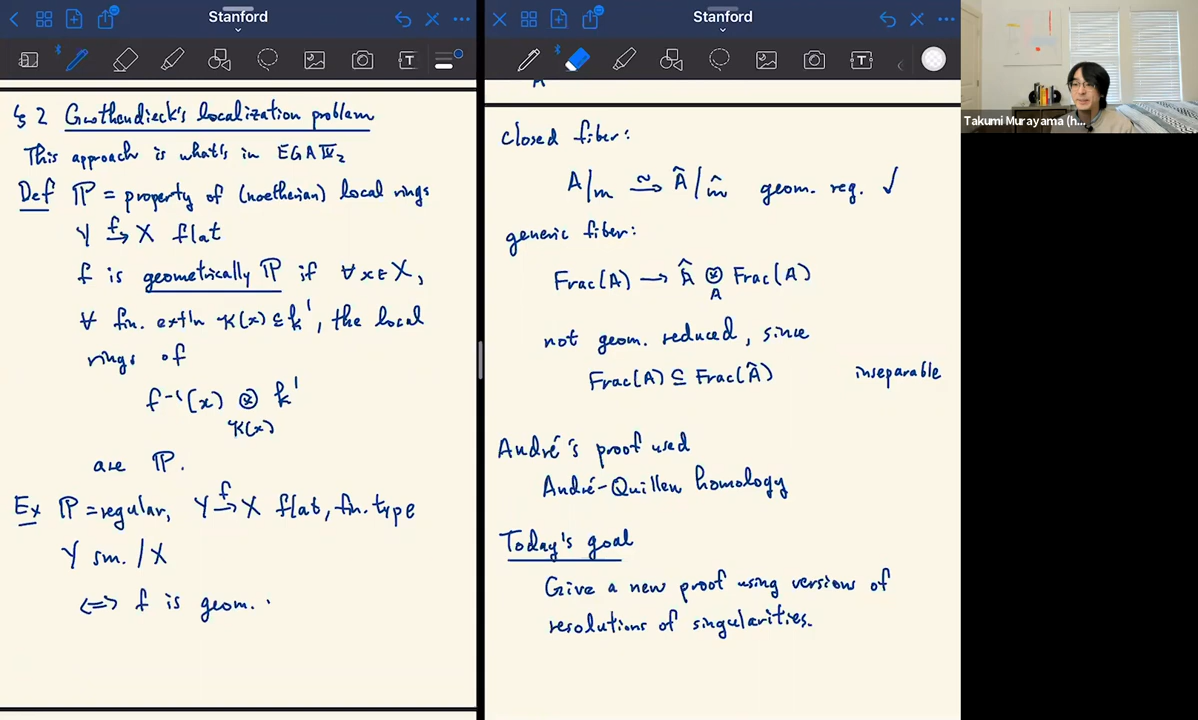 Stanford
§2 Grothendieck's localization problem
This approach is what's in EGA IV₂
Def ℙ = property of (noetherian) local rings
Y →f X flat
f is geometrically ℙ if ∀ x ∈ X,
∀ fin. ext'n κ(x) ⊆ k', the local
rings of
f⁻¹(x) ⊗κ(x) k'
are ℙ.
Ex ℙ = regular, Y →f X flat, fin. type
Y sm. / X
⟺ f is geom.
Stanford
A
closed fiber:
A/m ⥲ Â/m̂ geom. reg. ✓
generic fiber:
Frac(A) → Â ⊗A Frac(A)
not geom. reduced, since
Frac(A) ⊆ Frac(Â) inseparable
André's proof used
André-Quillen homology
Today's goal
Give a new proof using versions of
resolutions of singularities.
Takumi Murayama (h...